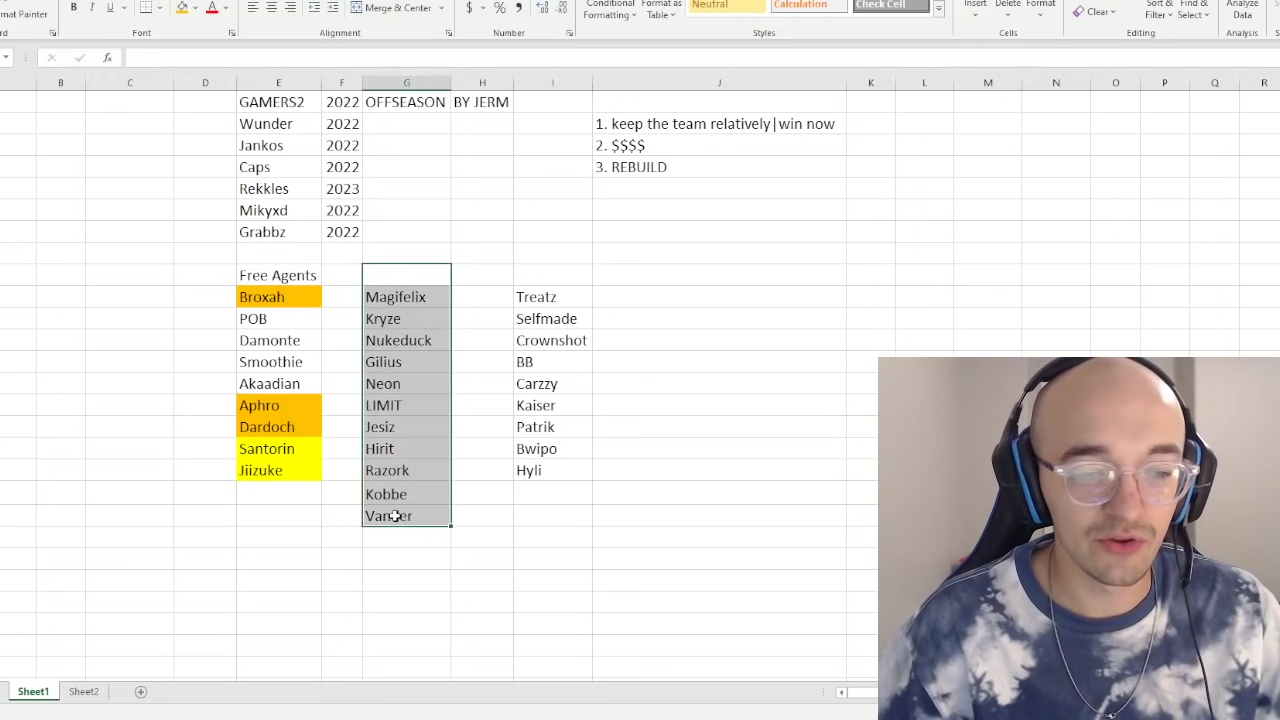 ormat Painter
Font
Alignment
Merge & Center
$ % 9
Number
Conditional Formatting
Format as Table
Neutral
Calculation
Check Cell
Styles
Insert
Delete
Format
Cells
Clear
Sort & Filter
Find & Select
Editing
Analyze Data
Analysis
B I U A
fx
B C D E F G H I J K L M N O P Q R
GAMERS2 2022 OFFSEASON BY JERM
Wunder 2022 1. keep the team relatively|win now
Jankos 2022 2. $$$$
Caps 2022 3. REBUILD
Rekkles 2023
Mikyxd 2022
Grabbz 2022
Free Agents
Broxah Magifelix Treatz
POB Kryze Selfmade
Damonte Nukeduck Crownshot
Smoothie Gilius BB
Akaadian Neon Carzzy
Aphro LIMIT Kaiser
Dardoch Jesiz Patrik
Santorin Hirit Bwipo
Jiizuke Razork Hyli
Kobbe
Vander
Sheet1 Sheet2